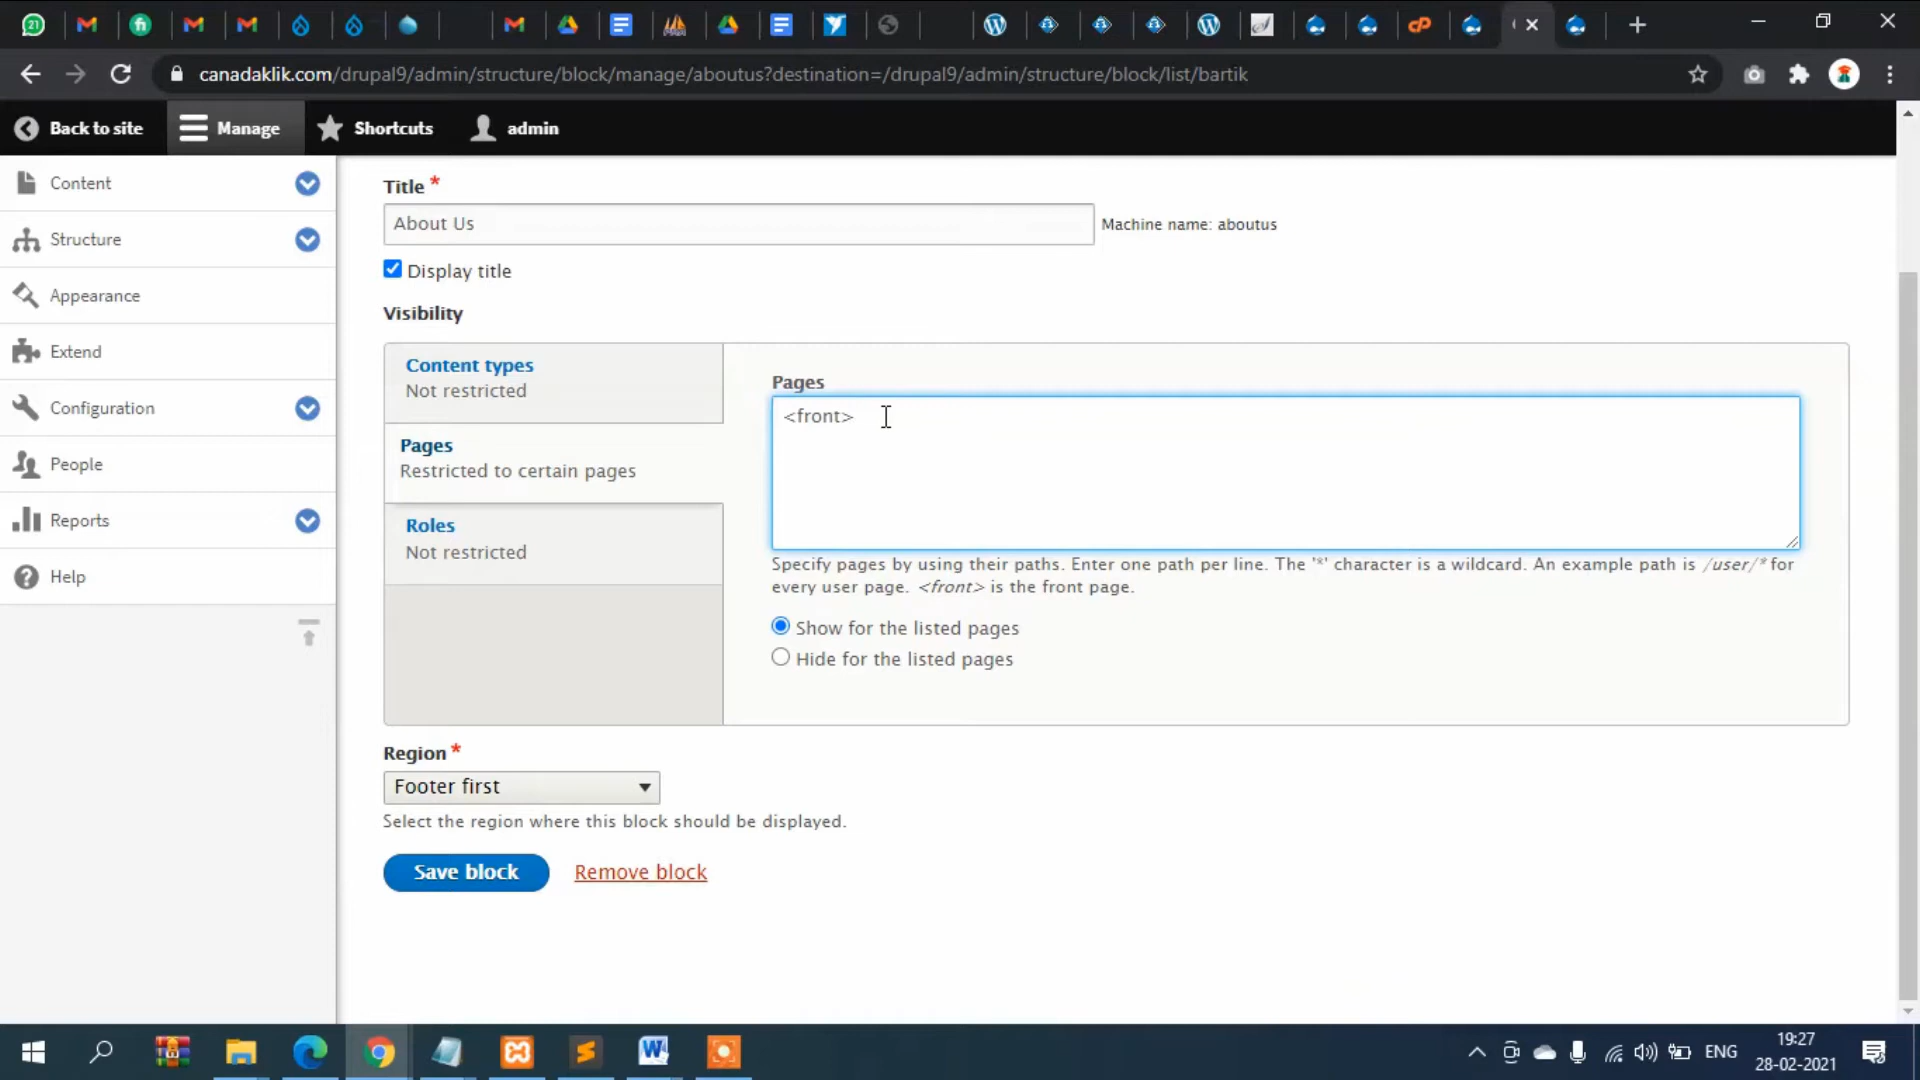 21
canadaklik.com/drupal9/admin/structure/block/manage/aboutus?destination=/drupal9/admin/structure/block/list/bartik
Back to site
Manage
Shortcuts
admin
Content
Structure
Appearance
Extend
Configuration
People
Reports
Help
Title *
About Us
Machine name: aboutus
Display title
Visibility
Content types
Not restricted
Pages
Restricted to certain pages
Roles
Not restricted
Pages
<front>
Specify pages by using their paths. Enter one path per line. The '*' character is a wildcard. An example path is /user/* for
every user page. <front> is the front page.
Show for the listed pages
Hide for the listed pages
Region *
Footer first
Select the region where this block should be displayed.
Save block
Remove block
ENG
19:27
28-02-2021